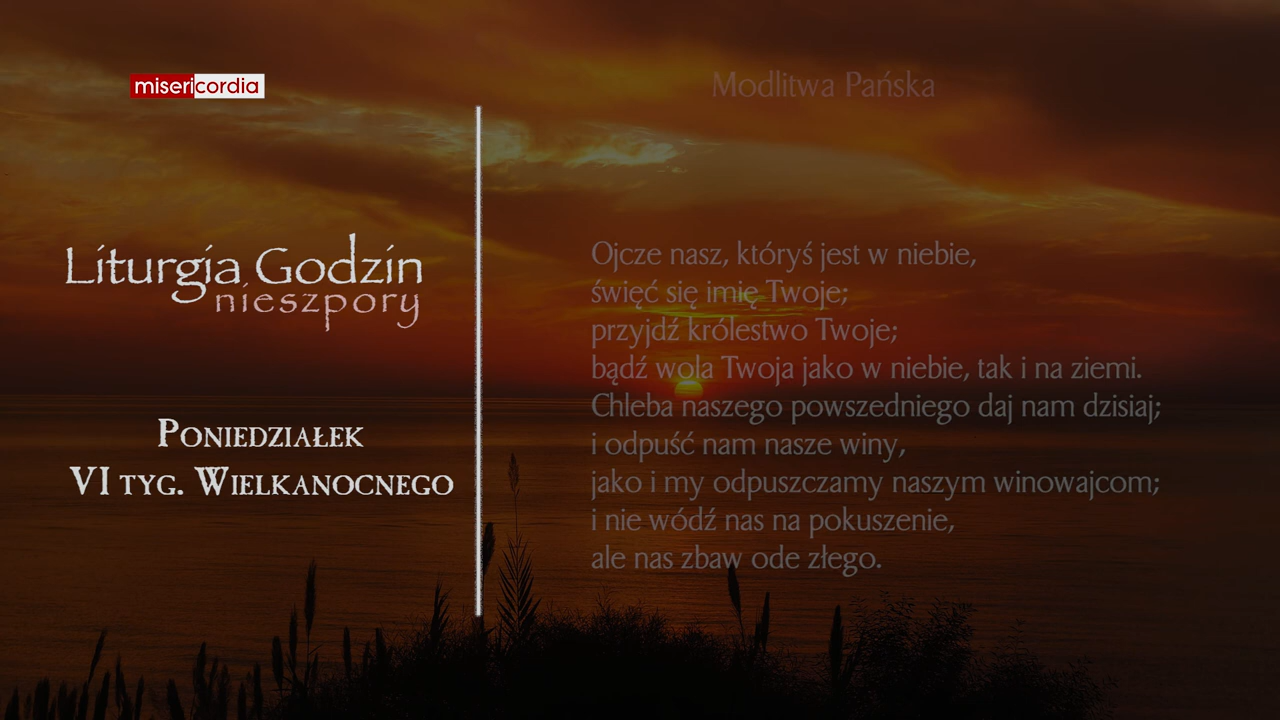 misericordia
Liturgia Godzin
nieszpory
Poniedziałek
VI tyg. Wielkanocnego
Modlitwa Pańska
Ojcze nasz, któryś jest w niebie,
święć się imię Twoje;
przyjdź królestwo Twoje;
bądź wola Twoja jako w niebie, tak i na ziemi.
Chleba naszego powszedniego daj nam dzisiaj;
i odpuść nam nasze winy,
jako i my odpuszczamy naszym winowajcom;
i nie wódź nas na pokuszenie,
ale nas zbaw ode złego.